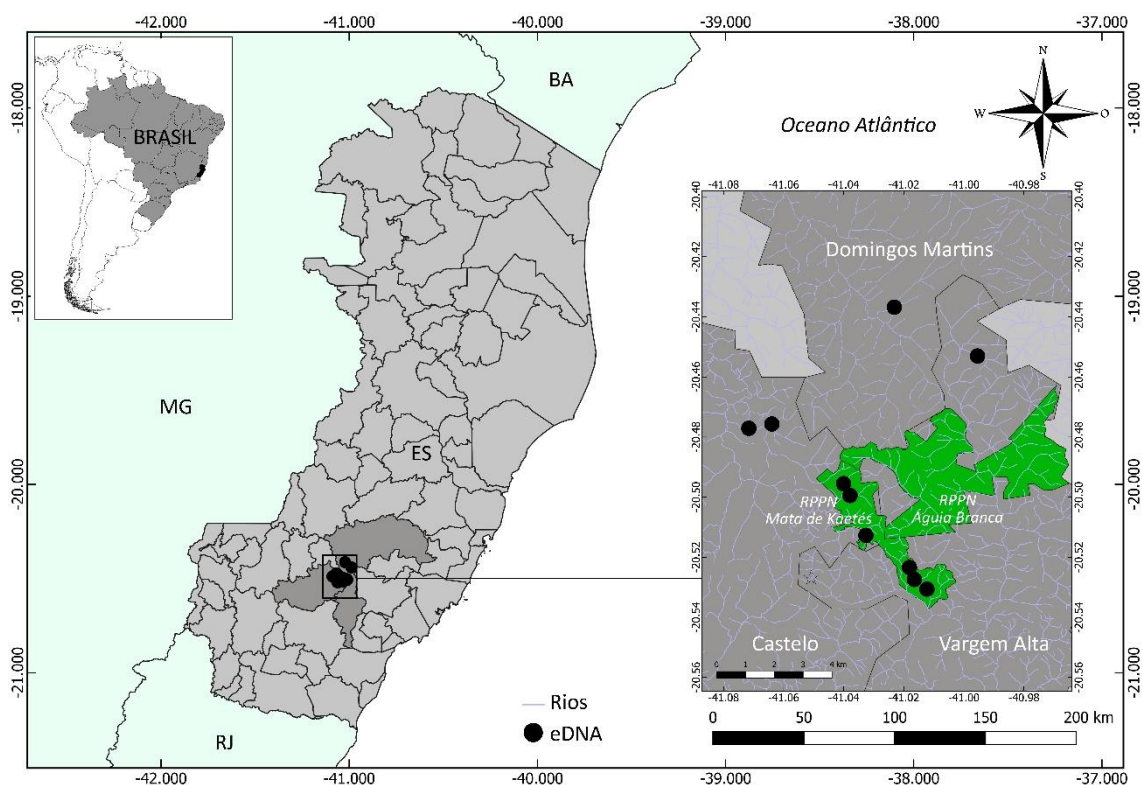 -42.000 -41.000 -40.000 -39.000 -38.000 -37.000
-18.000
-19.000
-20.000
-21.000
BRASIL
BA
MG
ES
RJ
Oceano Atlântico
N
W
O
S
-18.000
-19.000
-20.000
-21.000
-41.08 -41.06 -41.04 -41.02 -41.00 -40.98
-20.40
-20.42
-20.44
-20.46
-20.48
-20.50
-20.52
-20.54
-20.56
Domingos Martins
RPPN
Mata de Kaetés
RPPN
Águia Branca
Castelo
Vargem Alta
0 1 2 3 4 km
-20.40
-20.42
-20.44
-20.46
-20.48
-20.50
-20.52
-20.54
-20.56
-41.08 -41.06 -41.04 -41.02 -41.00 -40.98
Rios
eDNA
0 50 100 150 200 km
-42.000 -41.000 -40.000 -39.000 -38.000 -37.000